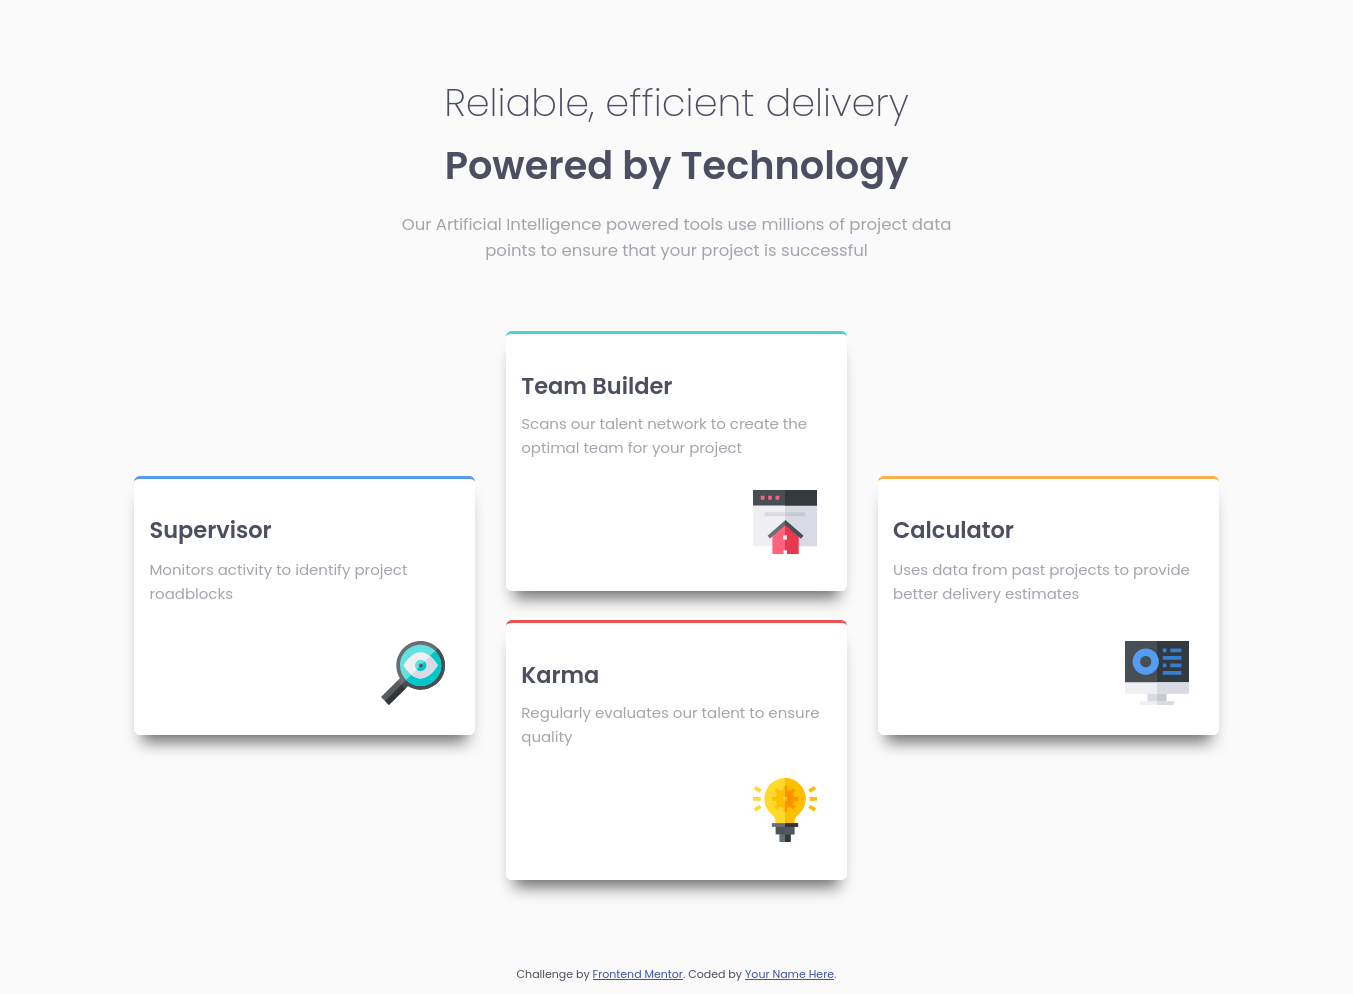 Reliable, efficient delivery
Powered by Technology
Our Artificial Intelligence powered tools use millions of project data
points to ensure that your project is successful
Team Builder
Scans our talent network to create the
optimal team for your project
Supervisor
Monitors activity to identify project
roadblocks
Calculator
Uses data from past projects to provide
better delivery estimates
Karma
Regularly evaluates our talent to ensure
quality
Challenge by Frontend Mentor. Coded by Your Name Here.